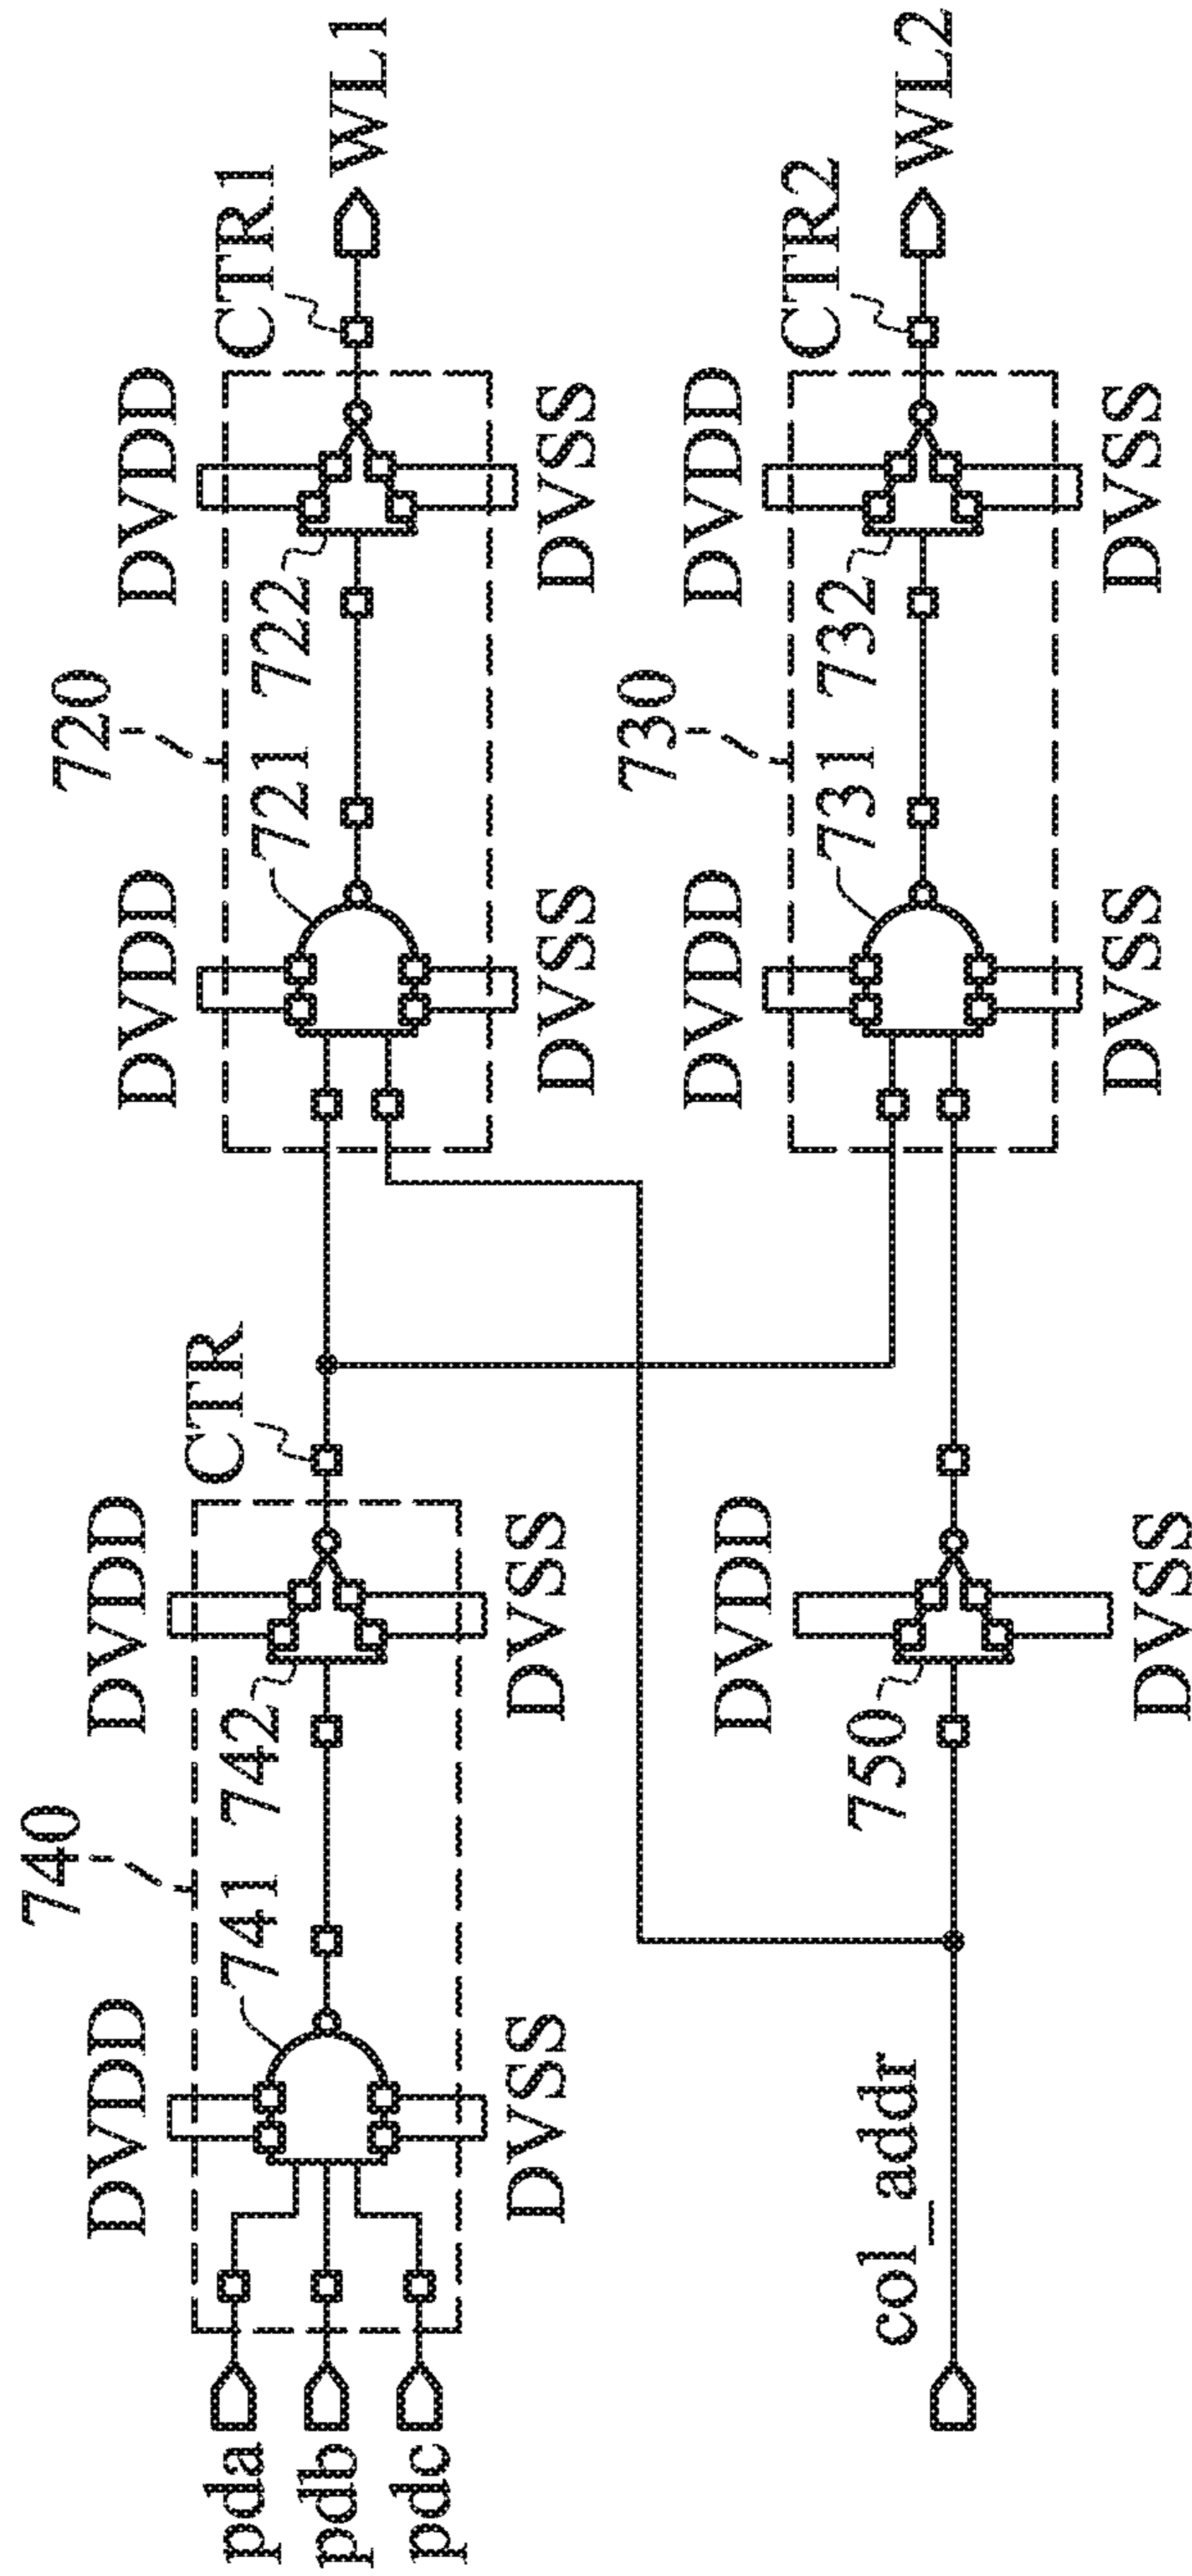 740
DVDD
DVDD
741
742
CTR
pda
pdb
pdc
DVSS
DVSS
720
DVDD
DVDD
721
722
CTR1
WL1
DVSS
DVSS
col_addr
DVDD
750
DVSS
730
DVDD
DVDD
731
732
CTR2
WL2
DVSS
DVSS